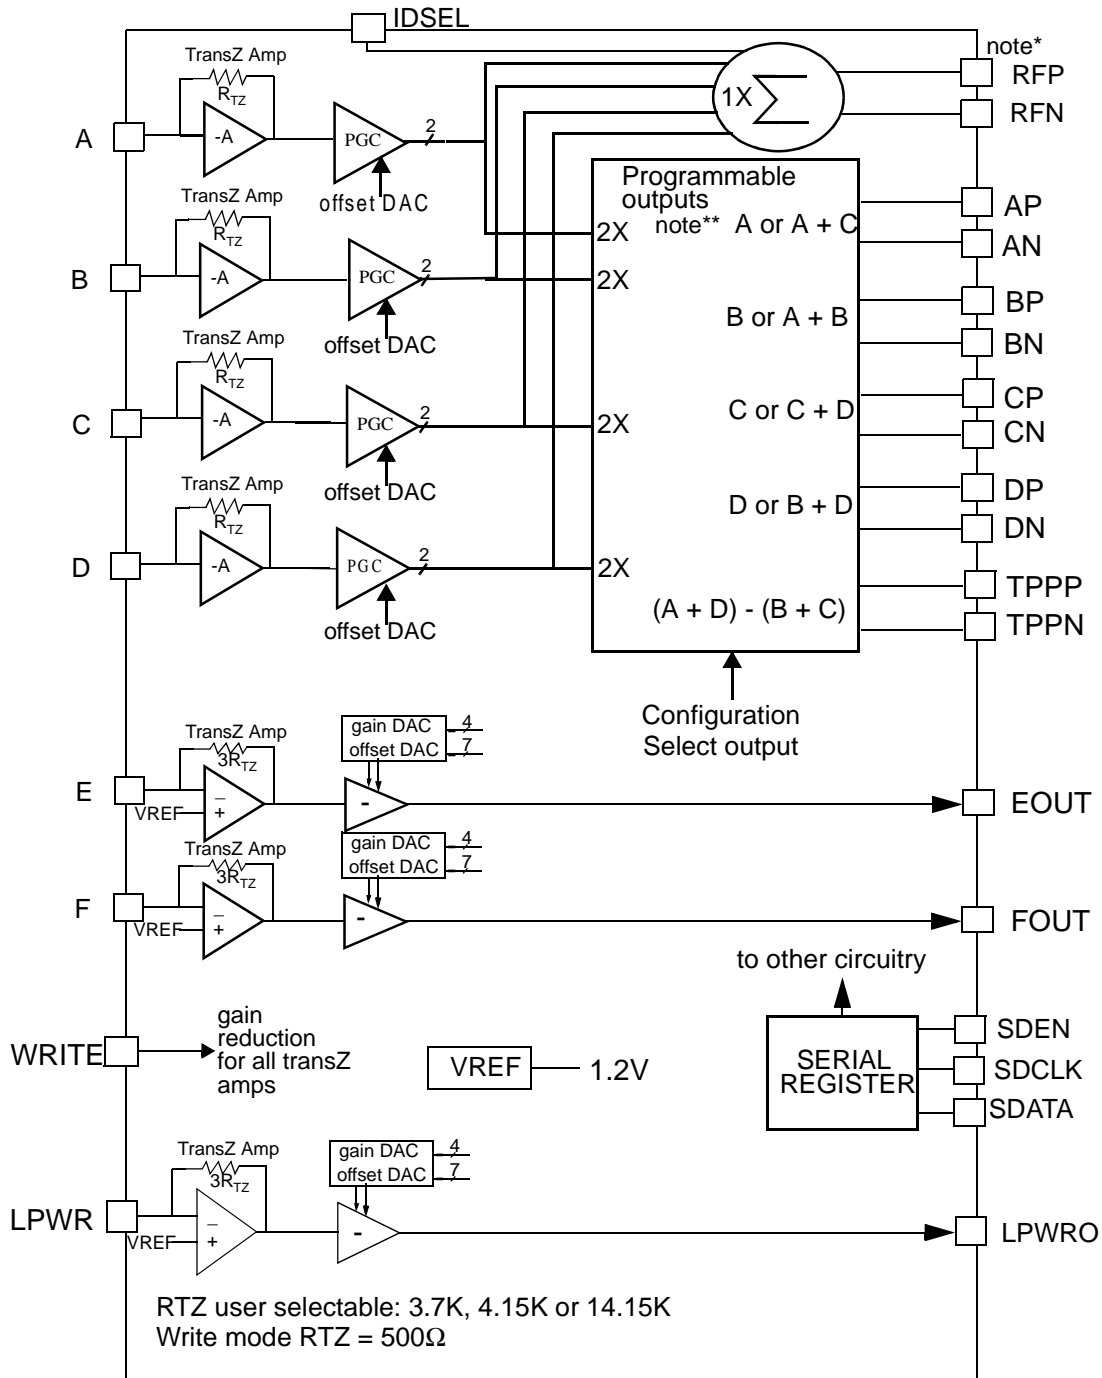 IDSEL
note*
TransZ Amp
RTZ
A
-A
PGC
2
offset DAC
1X
RFP
RFN
TransZ Amp
RTZ
B
-A
PGC
2
offset DAC
Programmable
outputs
note**
2X
2X
2X
2X
A or A + C
B or A + B
C or C + D
D or B + D
(A + D) - (B + C)
AP
AN
BP
BN
CP
CN
DP
DN
TPPP
TPPN
TransZ Amp
RTZ
C
-A
PGC
2
offset DAC
TransZ Amp
RTZ
D
-A
PGC
2
offset DAC
Configuration
Select output
TransZ Amp
3RTZ
E
VREF
−
+
gain DAC
offset DAC
4
7
-
EOUT
TransZ Amp
3RTZ
F
VREF
−
+
gain DAC
offset DAC
4
7
-
FOUT
to other circuitry
WRITE
gain
reduction
for all transZ
amps
VREF
1.2V
SERIAL
REGISTER
SDEN
SDCLK
SDATA
TransZ Amp
3RTZ
LPWR
VREF
−
+
gain DAC
offset DAC
4
7
-
LPWRO
RTZ user selectable: 3.7K, 4.15K or 14.15K
Write mode RTZ = 500Ω